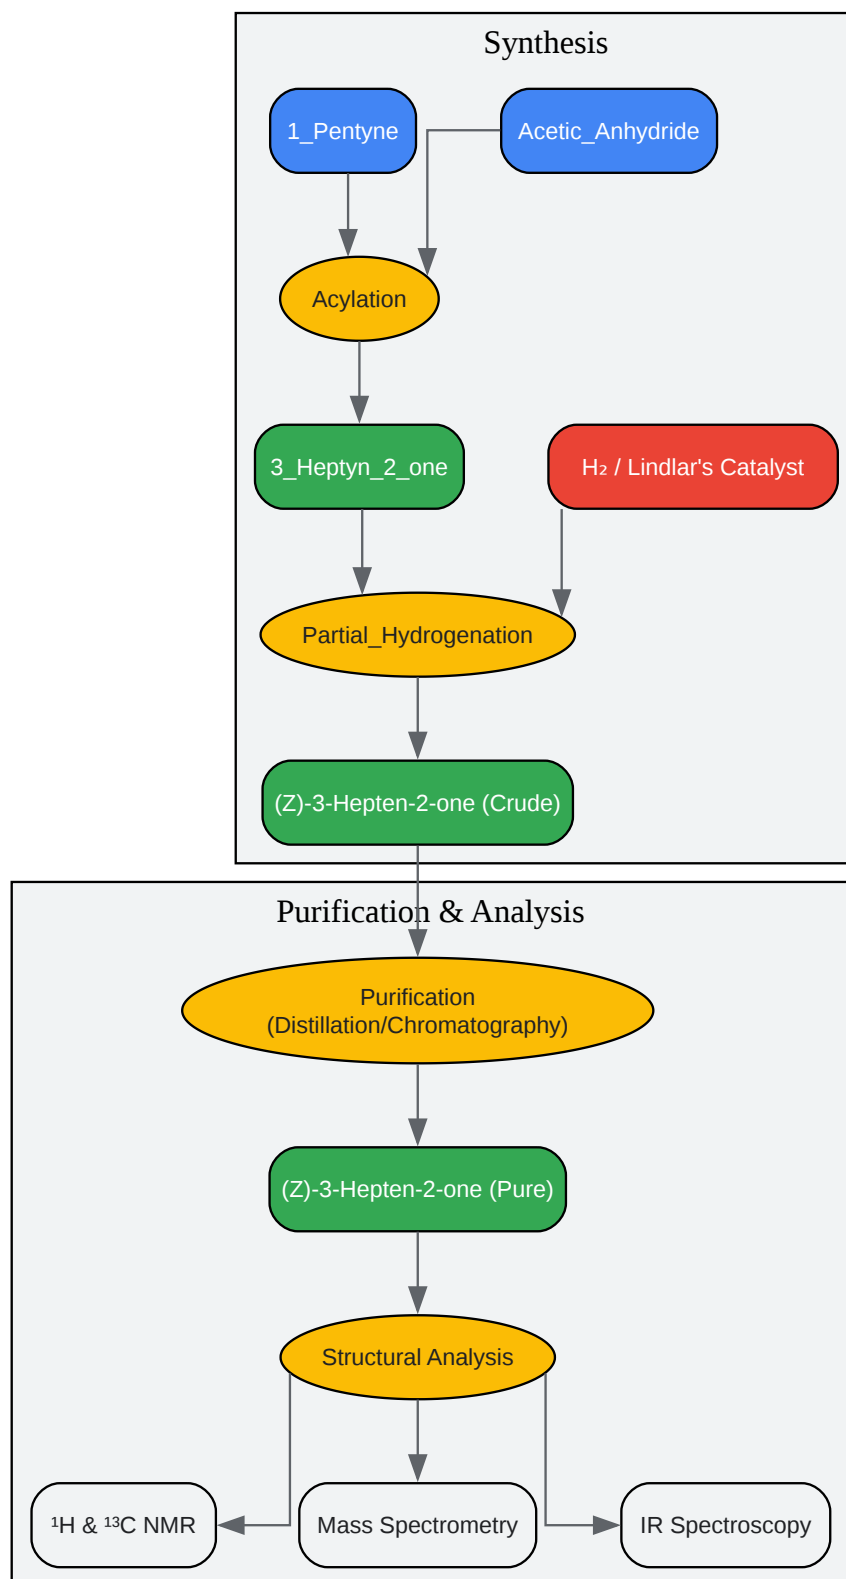 Synthesis
1_Pentyne
Acetic_Anhydride
Acylation
3_Heptyn_2_one
H₂ / Lindlar's Catalyst
Partial_Hydrogenation
(Z)-3-Hepten-2-one (Crude)
Purification & Analysis
Purification
(Distillation/Chromatography)
(Z)-3-Hepten-2-one (Pure)
Structural Analysis
¹H & ¹³C NMR
Mass Spectrometry
IR Spectroscopy